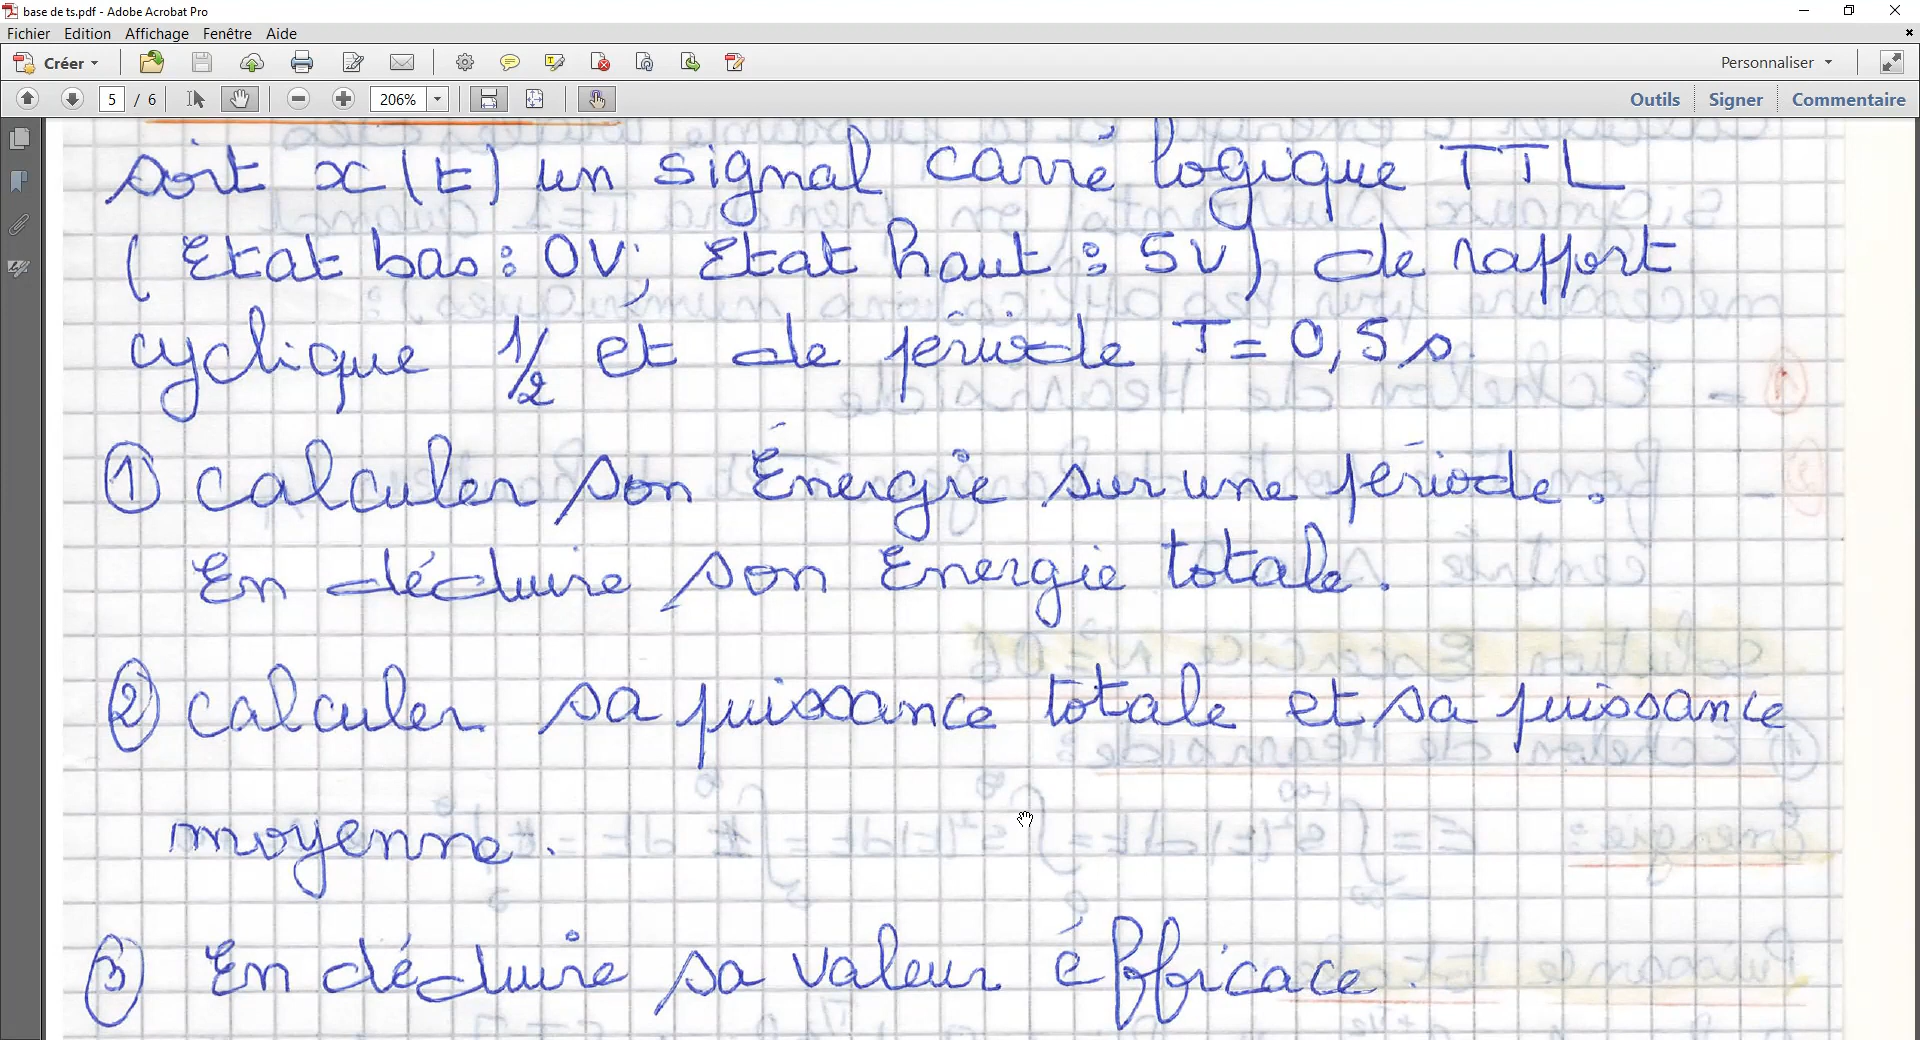 base de ts.pdf - Adobe Acrobat Pro
Fichier Edition Affichage Fenêtre Aide
Créer
Personnaliser
5 / 6
206%
Outils Signer Commentaire
soit x(t) un signal carré logique TTL
(Etat bas : 0V; Etat haut : 5V) de rapport
cyclique 1/2 et de période T = 0,5 s.
① calculer son Énergie sur une période.
En déduire son Energie totale.
② calculer sa puissance totale et sa puissance
moyenne.
③ En déduire sa valeur éfficace.